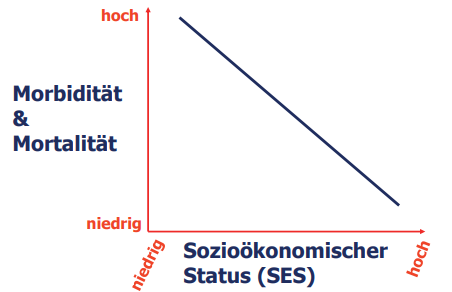 hoch
Morbidität
&
Mortalität
niedrig
niedrig
Sozioökonomischer
Status (SES)
hoch